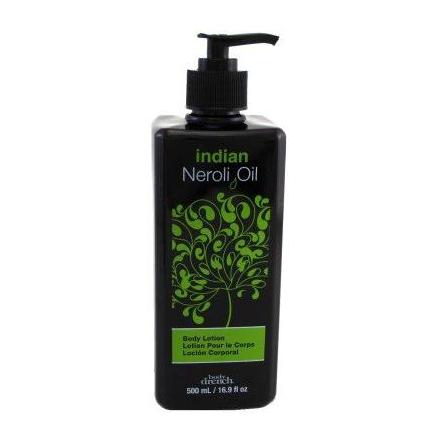 indian
Neroli Oil
Body Lotion
Lotion Pour le Corps
Loción Corporal
body
drench
500 mL / 16.9 fl oz